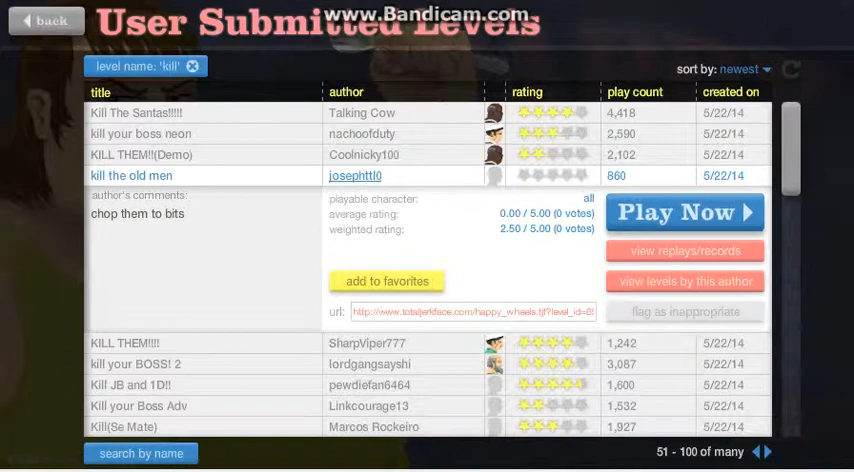 back
User Submitted Levels
www.Bandicam.com
level name: 'kill'
sort by: newest
title author rating play count created on
Kill The Santas!!!!! Talking Cow 4,418 5/22/14
kill your boss neon nachoofduty 2,590 5/22/14
KILL THEM!!(Demo) Coolnicky100 2,102 5/22/14
kill the old men josephttl0 860 5/22/14
author's comments:
chop them to bits
playable character: all
average rating: 0.00 / 5.00 (0 votes)
weighted rating: 2.50 / 5.00 (0 votes)
add to favorites
url: http://www.totaljerkface.com/happy_wheels.tjf?level_id=6
Play Now
view replays/records
view levels by this author
flag as inappropriate
KILL THEM!!!! SharpViper777 1,242 5/22/14
kill your BOSS! 2 lordgangsayshi 3,087 5/22/14
Kill JB and 1D!! pewdiefan6464 1,600 5/22/14
Kill your Boss Adv Linkcourage13 1,532 5/22/14
Kill(Se Mate) Marcos Rockeiro 1,927 5/22/14
search by name
51 - 100 of many